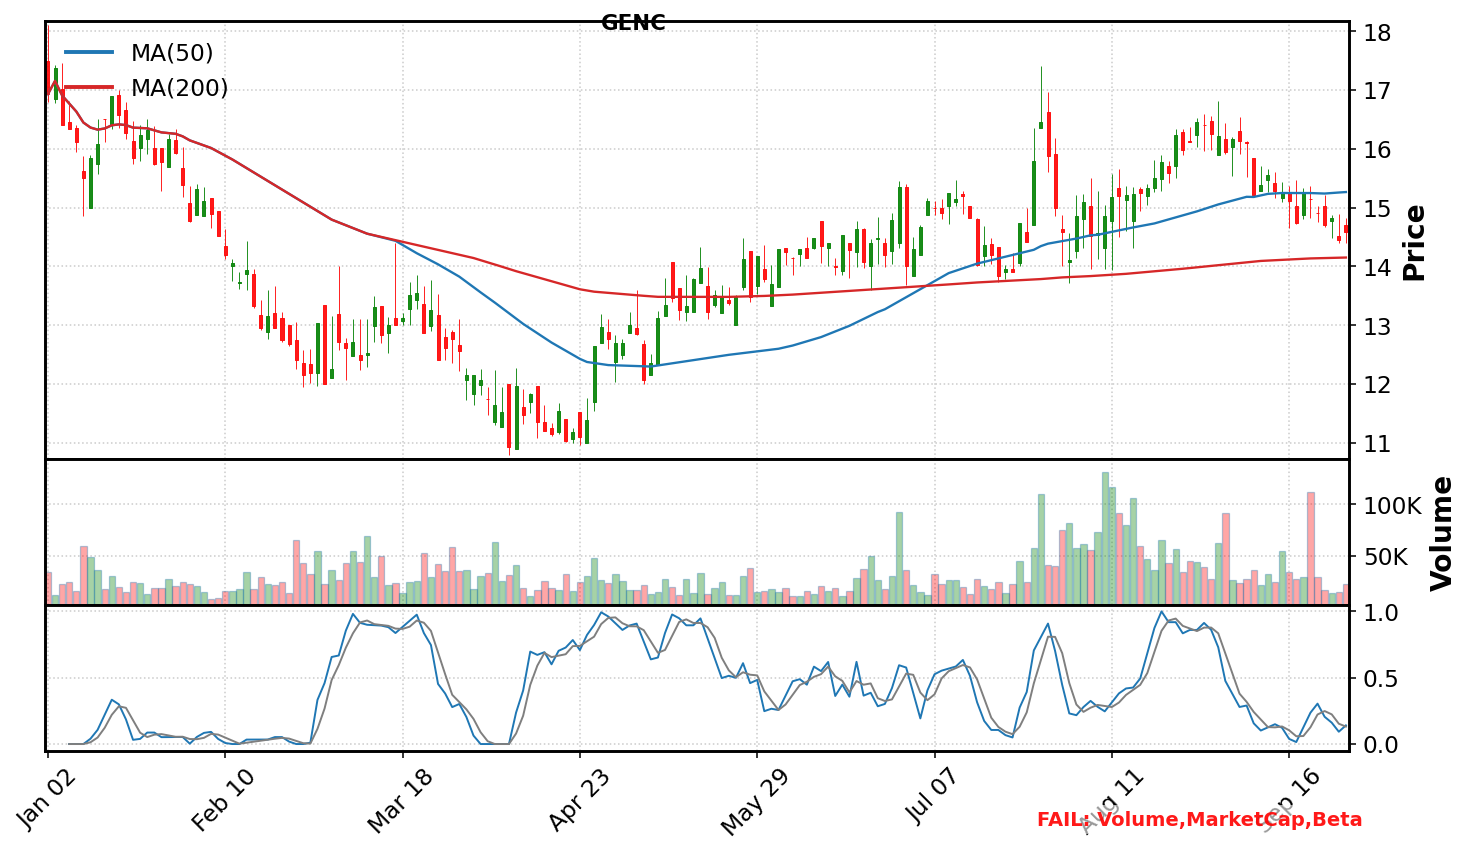 GENC
MA(50)
MA(200)
18
17
16
15
14
13
12
11
Price
100K
50K
Volume
1.0
0.5
0.0
Jan 02
Feb 10
Mar 18
Apr 23
May 29
Jul 07
Aug 11
Sep 16
FAIL: Volume,MarketCap,Beta